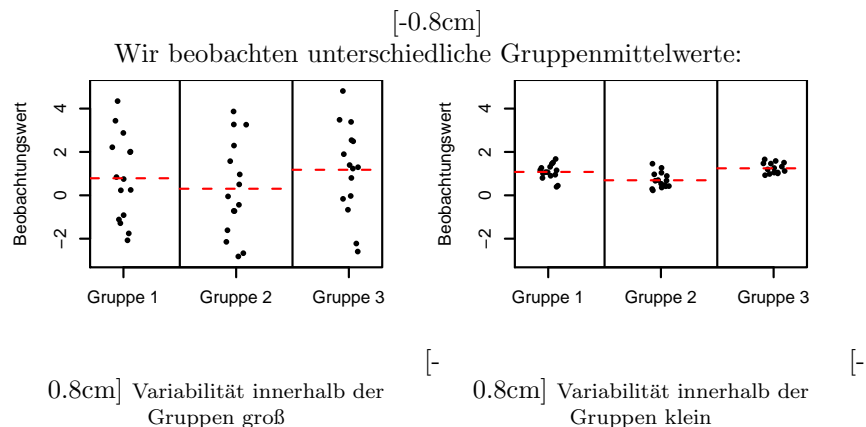 [-0.8cm]
Wir beobachten unterschiedliche Gruppenmittelwerte:
Beobachtungswert
4
2
0
−2
Gruppe 1 Gruppe 2 Gruppe 3
Beobachtungswert
4
2
0
−2
Gruppe 1 Gruppe 2 Gruppe 3
[-
0.8cm] Variabilität innerhalb der
Gruppen groß
[-
0.8cm] Variabilität innerhalb der
Gruppen klein